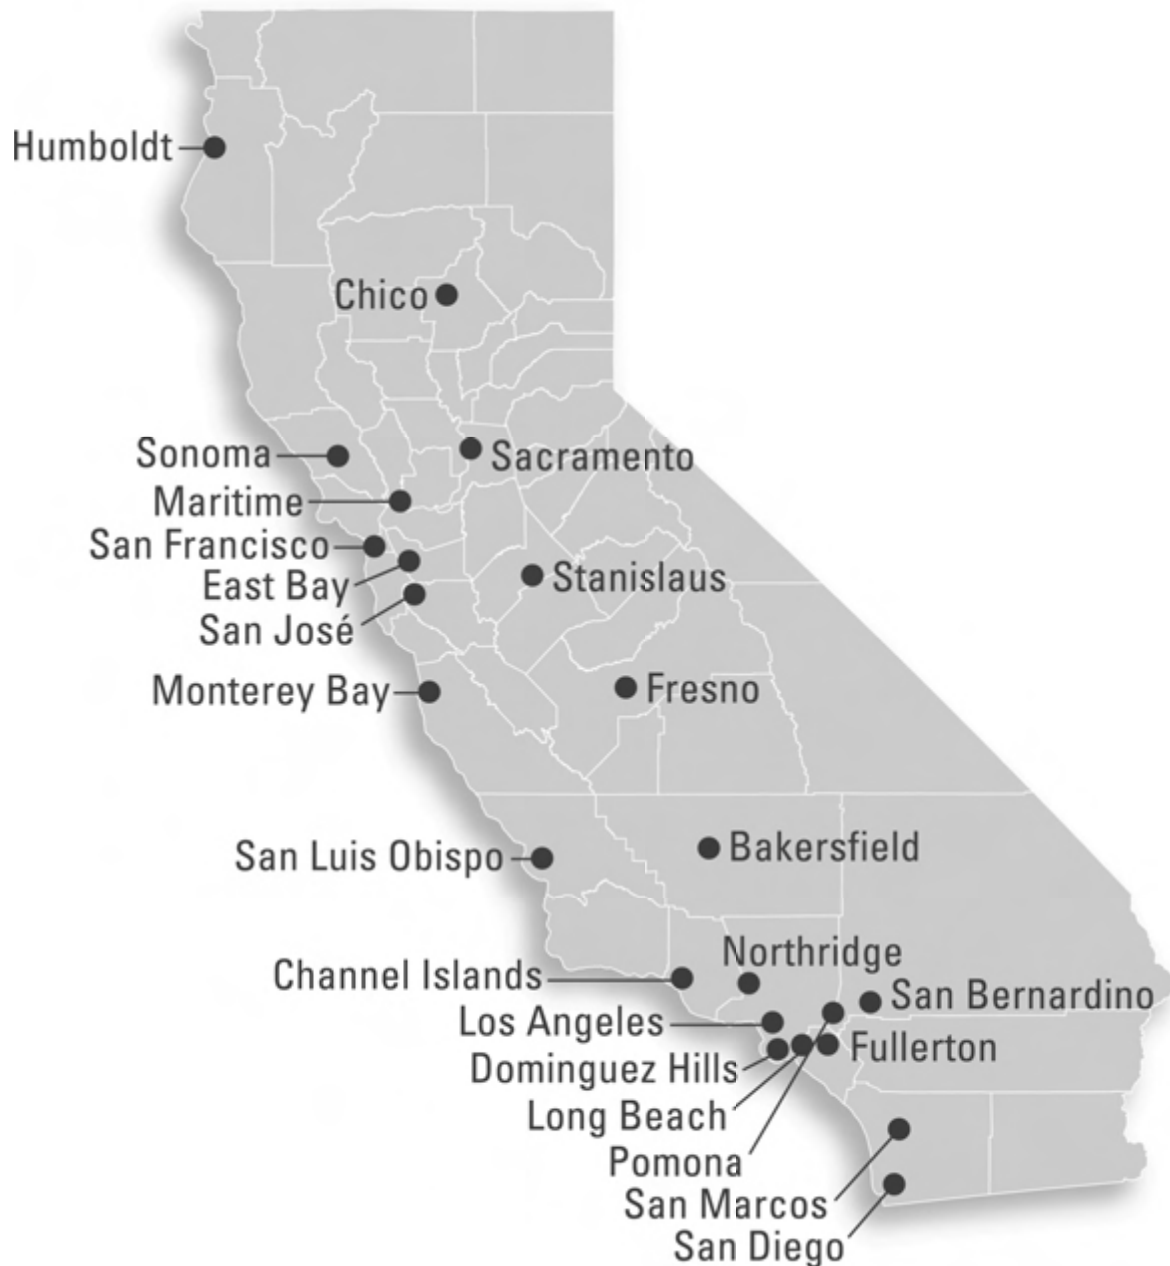 Humboldt
Chico
Sonoma
Sacramento
Maritime
San Francisco
East Bay
Stanislaus
San José
Monterey Bay
Fresno
San Luis Obispo
Bakersfield
Northridge
Channel Islands
San Bernardino
Los Angeles
Fullerton
Dominguez Hills
Long Beach
Pomona
San Marcos
San Diego